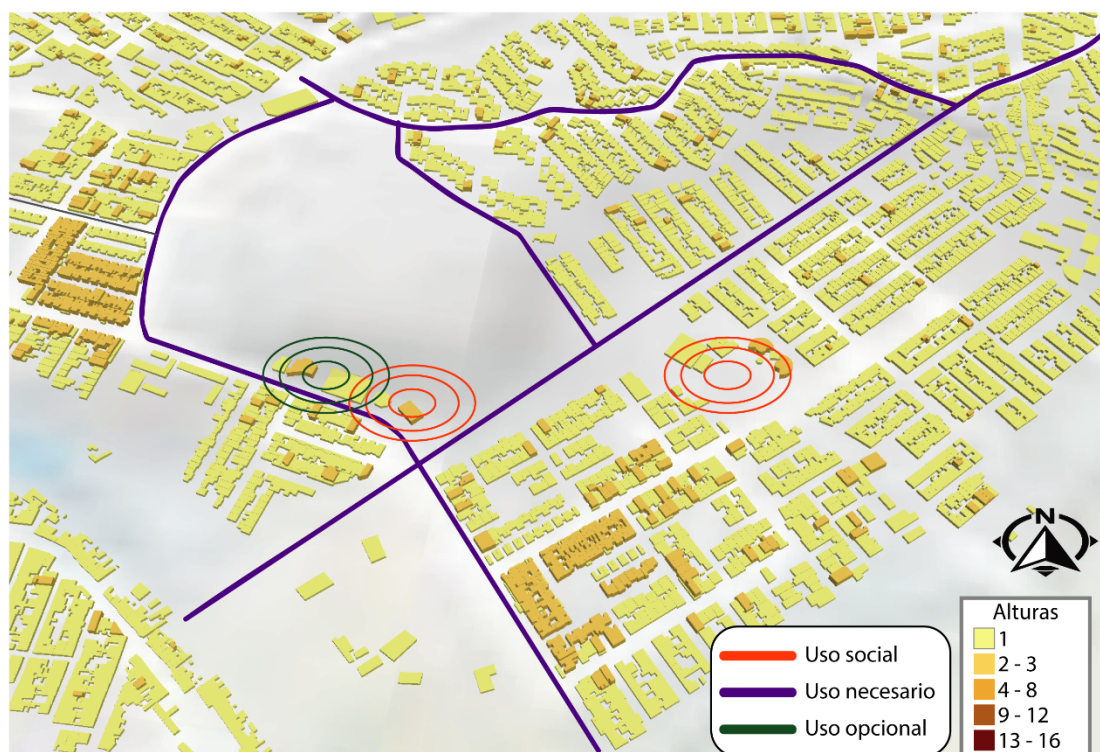 N
Uso social
Uso necesario
Uso opcional
Alturas
1
2 - 3
4 - 8
9 - 12
13 - 16